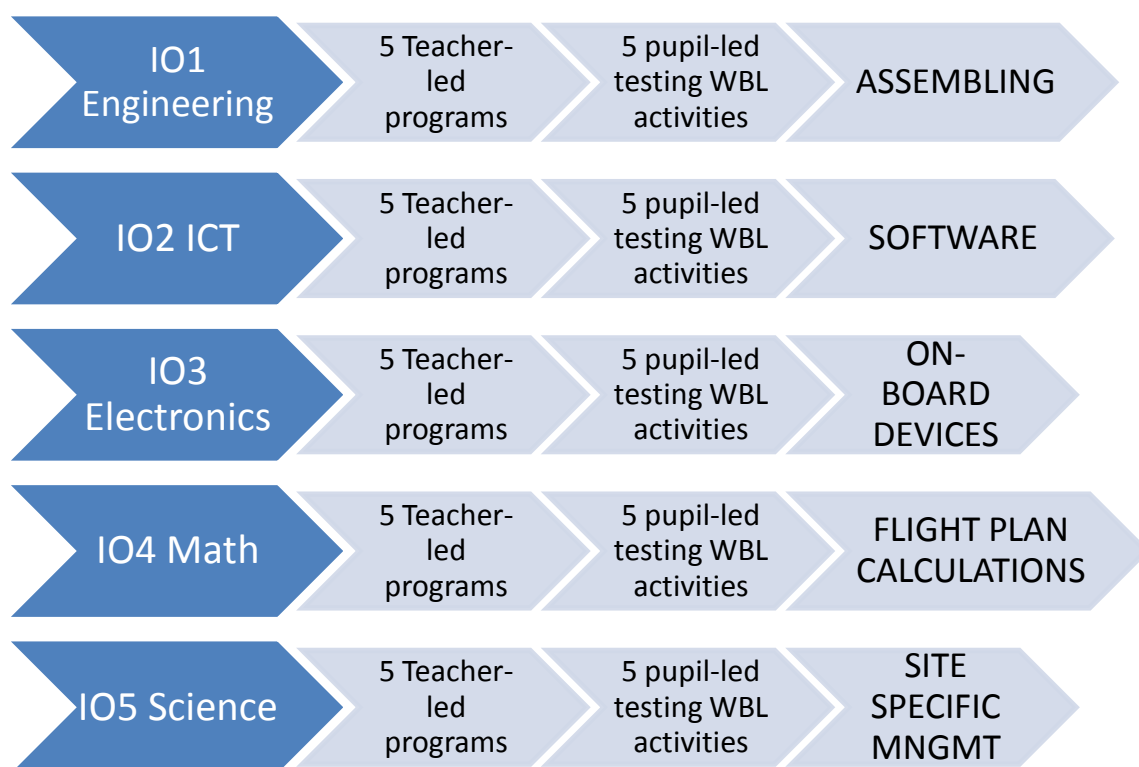 IO1
Engineering
5 Teacher-
led
programs
5 pupil-led
testing WBL
activities
ASSEMBLING
IO2 ICT
5 Teacher-
led
programs
5 pupil-led
testing WBL
activities
SOFTWARE
IO3
Electronics
5 Teacher-
led
programs
5 pupil-led
testing WBL
activities
ON-
BOARD
DEVICES
IO4 Math
5 Teacher-
led
programs
5 pupil-led
testing WBL
activities
FLIGHT PLAN
CALCULATIONS
IO5 Science
5 Teacher-
led
programs
5 pupil-led
testing WBL
activities
SITE
SPECIFIC
MNGMT